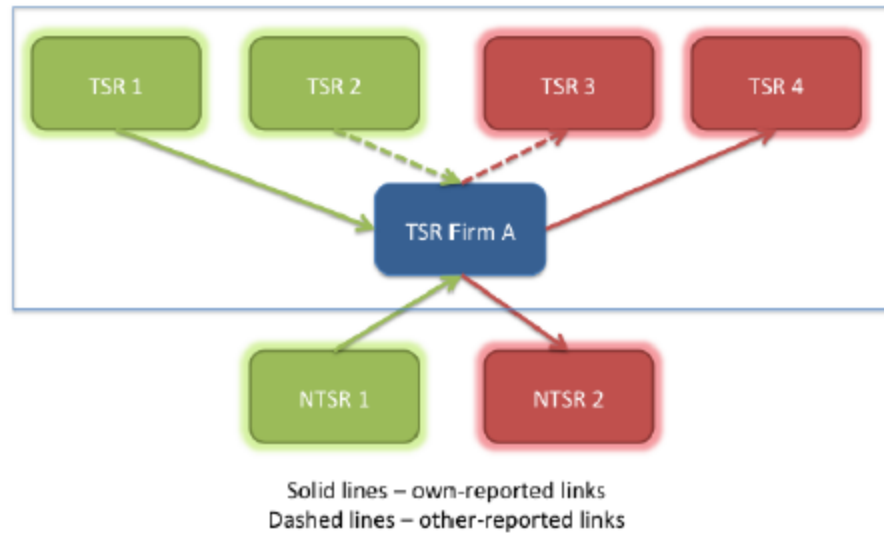 TSR 1
TSR 2
TSR 3
TSR 4
TSR Firm A
NTSR 1
NTSR 2
Solid lines – own-reported links
Dashed lines – other-reported links